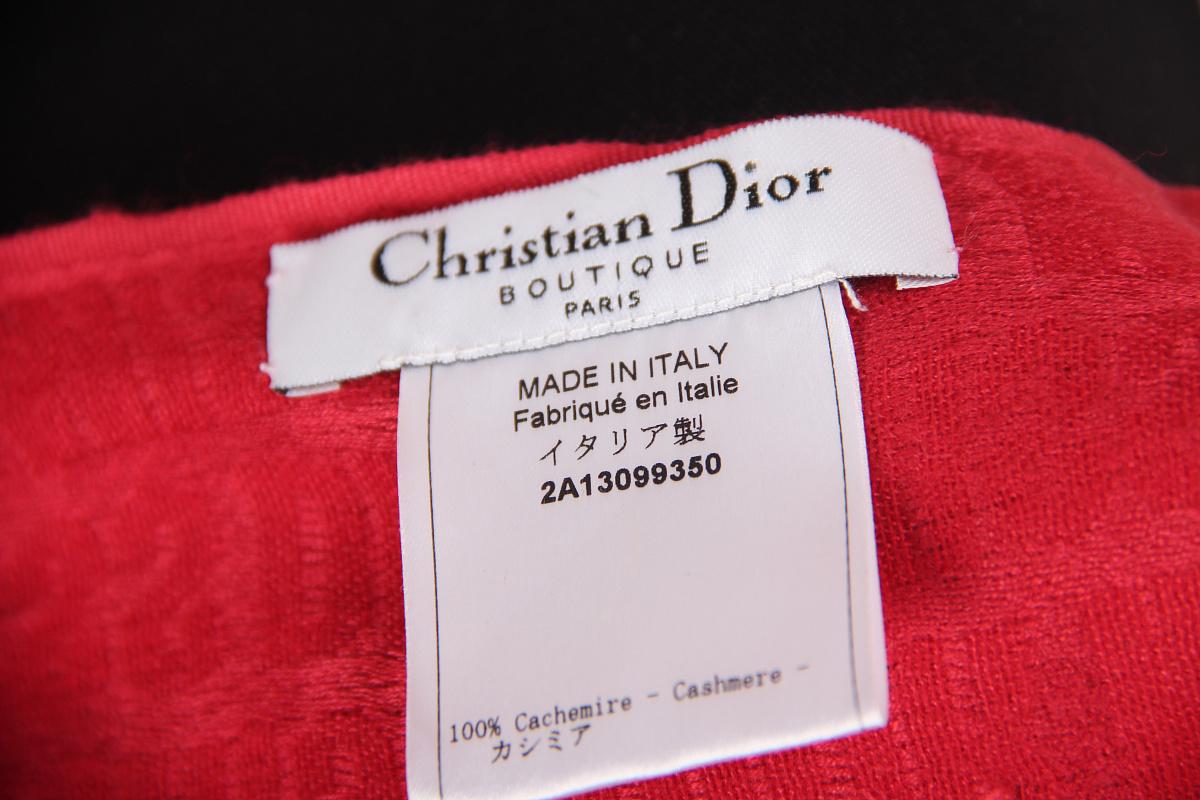 Christian Dior
BOUTIQUE
PARIS
MADE IN ITALY
Fabriqué en Italie
イタリア製
2A13099350
100% Cachemire - Cashmere -
カシミア